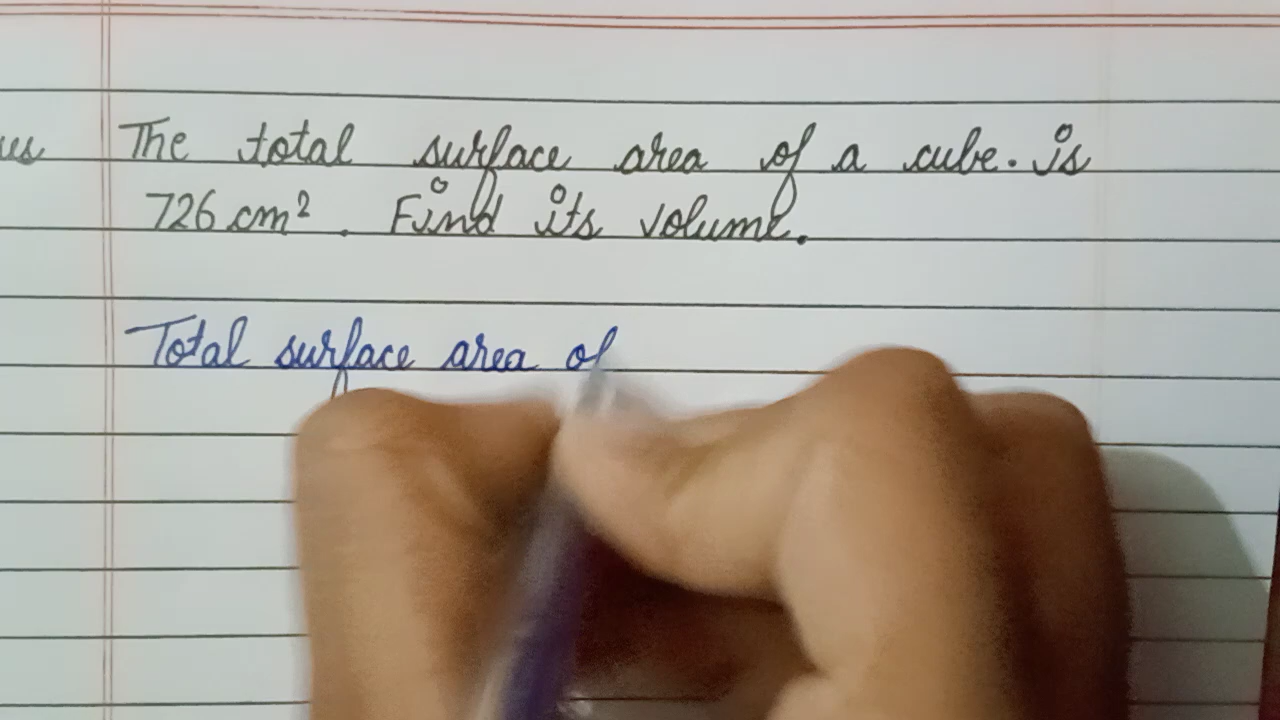 The total surface area of a cube. is
726 cm². Find its volume.
Total surface area of